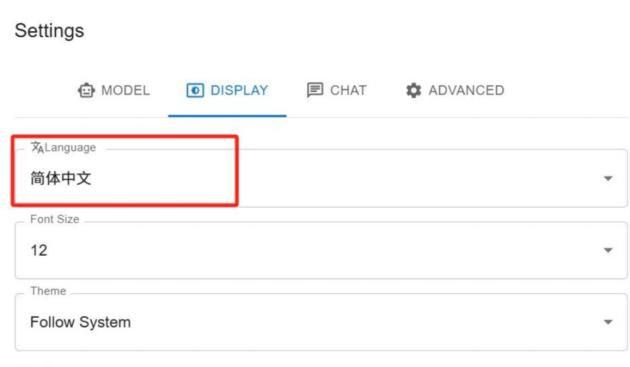 Settings
MODEL DISPLAY CHAT ADVANCED
Language
简体中文
Font Size
12
Theme
Follow System